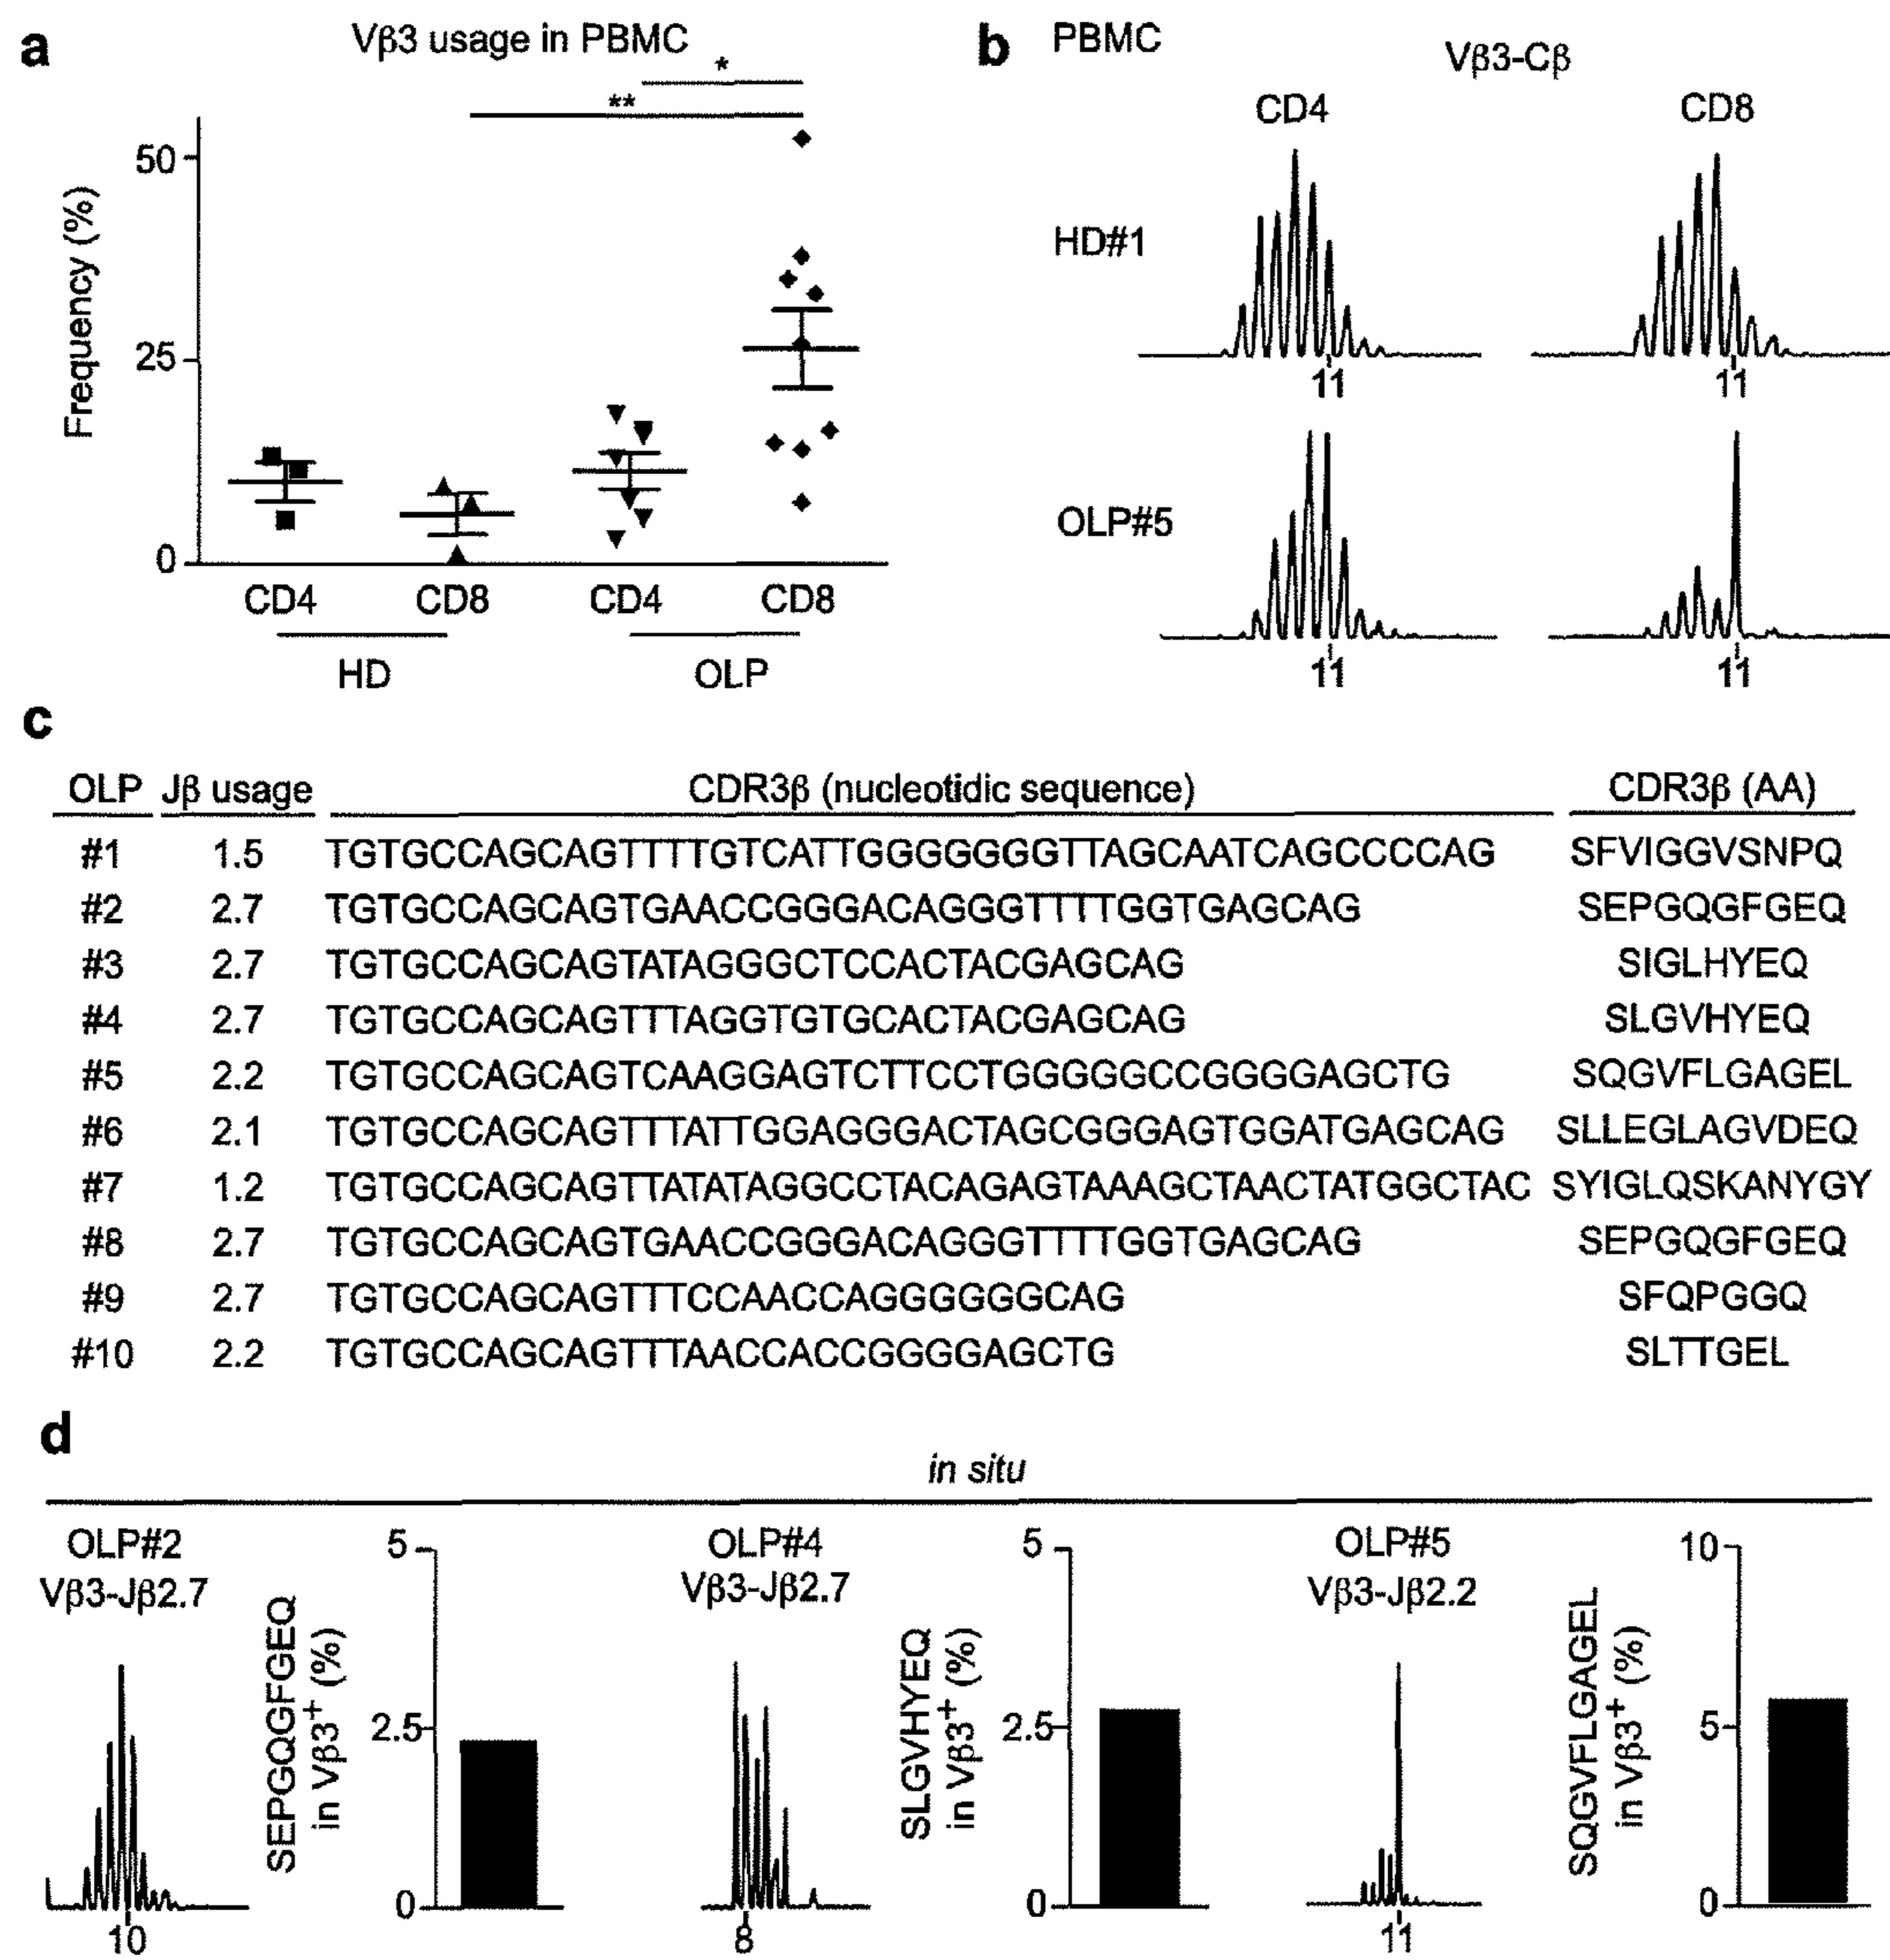 a
Vβ3 usage in PBMC
*
**
50
25
0
Frequency (%)
CD4 CD8 CD4 CD8
HD OLP
b PBMC Vβ3-Cβ
CD4 CD8
HD#1
11 11
OLP#5
11 11
c
OLP Jβ usage CDR3β (nucleotidic sequence) CDR3β (AA)
#1 1.5 TGTGCCAGCAGTTTTGTCATTGGGGGGGTTAGCAATCAGCCCCAG SFVIGGVSNPQ
#2 2.7 TGTGCCAGCAGTGAACCGGGACAGGGTTTTGGTGAGCAG SEPGQGFGEQ
#3 2.7 TGTGCCAGCAGTATAGGGCTCCACTACGAGCAG SIGLHYEQ
#4 2.7 TGTGCCAGCAGTTTAGGTGTGCACTACGAGCAG SLGVHYEQ
#5 2.2 TGTGCCAGCAGTCAAGGAGTCTTCCTGGGGGCCGGGGAGCTG SQGVFLGAGEL
#6 2.1 TGTGCCAGCAGTTTATTGGAGGGACTAGCGGGAGTGGATGAGCAG SLLEGLAGVDEQ
#7 1.2 TGTGCCAGCAGTTATATAGGCCTACAGAGTAAAGCTAACTATGGCTAC SYIGLQSKANYGY
#8 2.7 TGTGCCAGCAGTGAACCGGGACAGGGTTTTGGTGAGCAG SEPGQGFGEQ
#9 2.7 TGTGCCAGCAGTTTCCAACCAGGGGGGCAG SFQPGGQ
#10 2.2 TGTGCCAGCAGTTTAACCACCGGGGAGCTG SLTTGEL
d
in situ
OLP#2
Vβ3-Jβ2.7
10
SEPGQGFGEQ
in Vβ3+ (%)
5
2.5
0
OLP#4
Vβ3-Jβ2.7
8
SLGVHYEQ
in Vβ3+ (%)
5
2.5
0
OLP#5
Vβ3-Jβ2.2
11
SQGVFLGAGEL
in Vβ3+ (%)
10
5
0